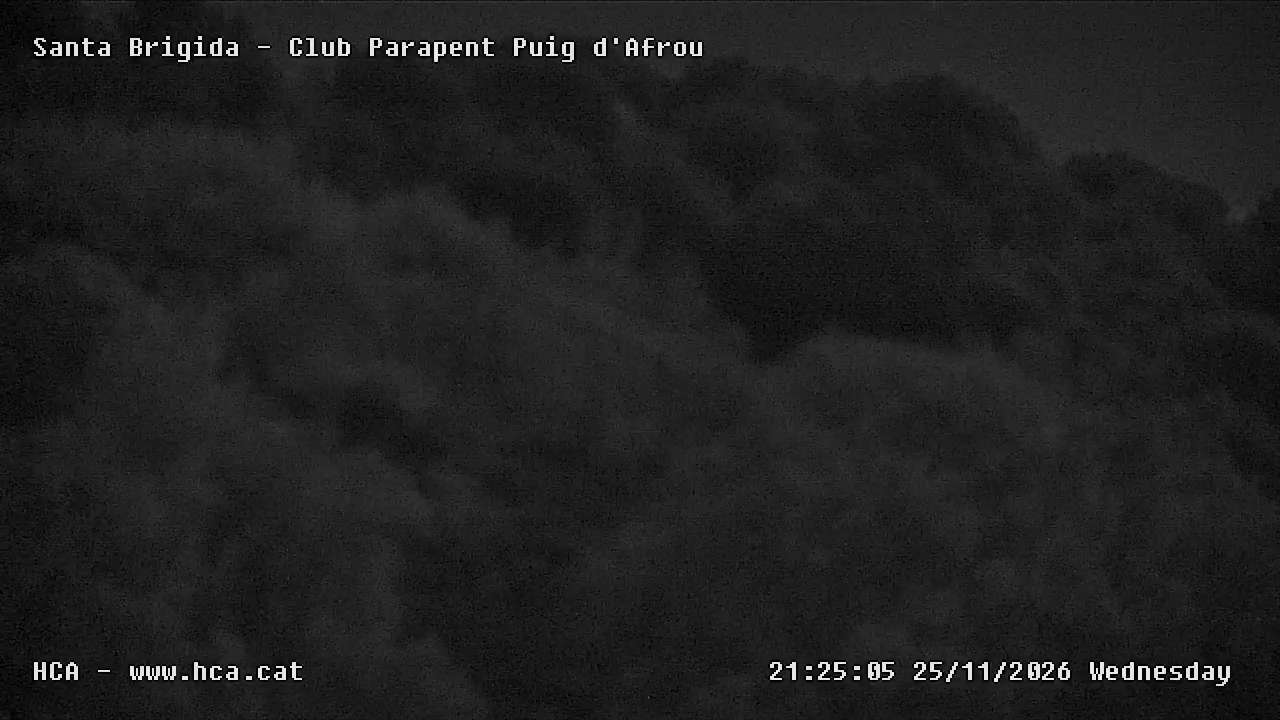 Santa Brigida - Club Parapent Puig d'Afrou
HCA - www.hca.cat
21:25:05 25/11/2026 Wednesday